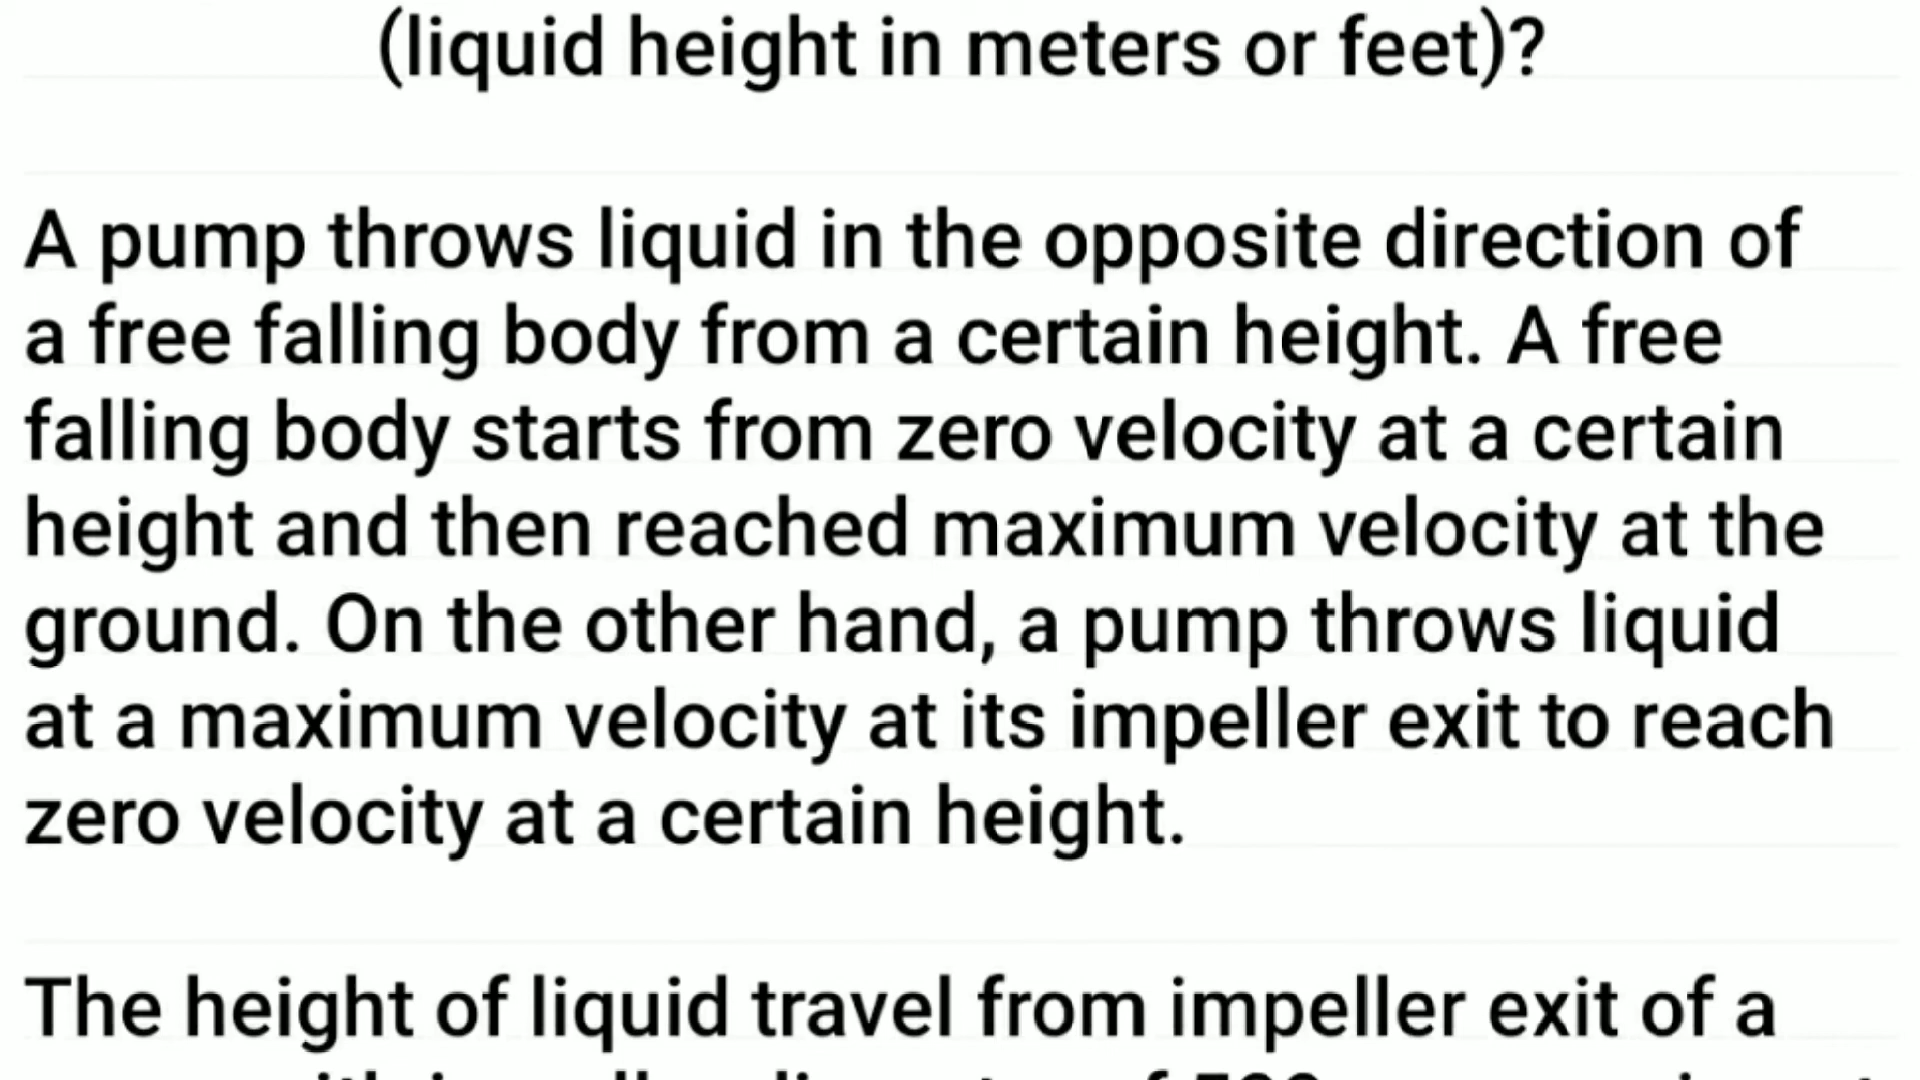 (liquid height in meters or feet)?
A pump throws liquid in the opposite direction of
a free falling body from a certain height. A free
falling body starts from zero velocity at a certain
height and then reached maximum velocity at the
ground. On the other hand, a pump throws liquid
at a maximum velocity at its impeller exit to reach
zero velocity at a certain height.
The height of liquid travel from impeller exit of a